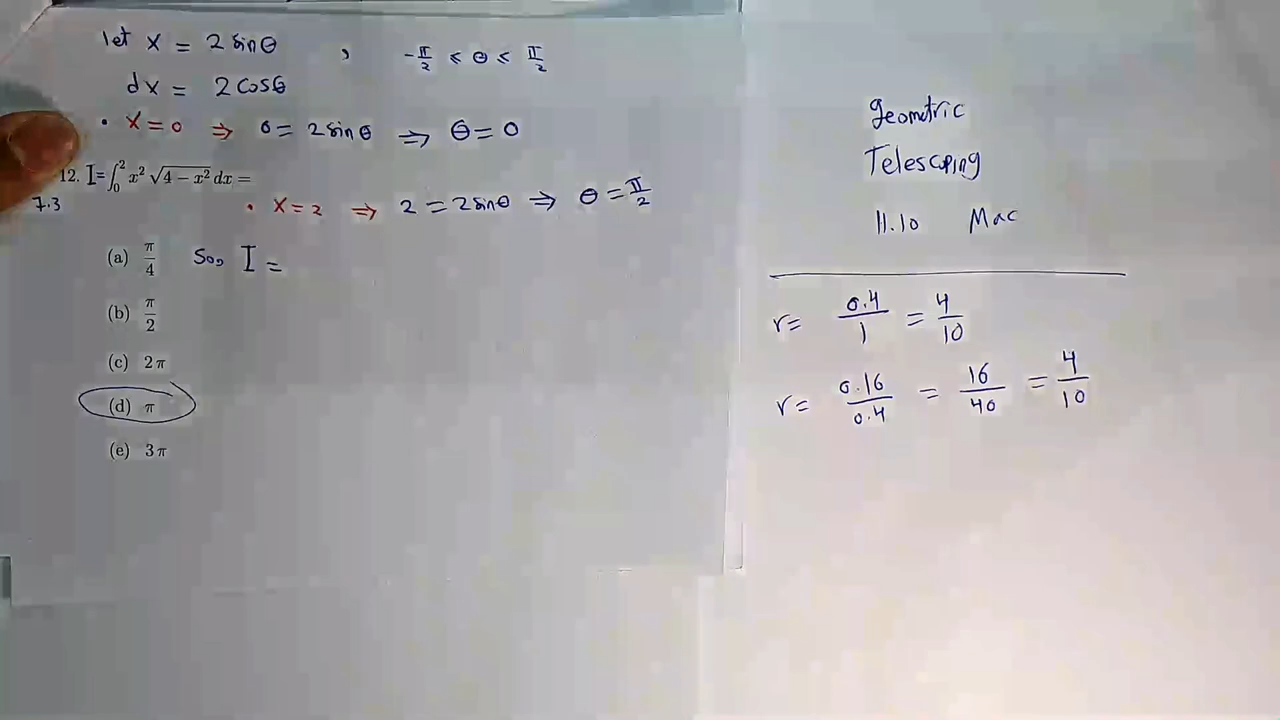 let x = 2 sinθ , -π/2 ≤ θ ≤ π/2
dx = 2 cosθ
• x=0 ⇒ 0 = 2 sinθ ⇒ θ = 0
12. I=∫₀² x² √(4 − x²) dx =
7.3
• x=2 ⇒ 2 = 2 sinθ ⇒ θ = π/2
(a) π/4 So, I =
(b) π/2
(c) 2π
(d) π
(e) 3π
geometric
Telescoping
11.10 Mac
r= 0.4/1 = 4/10
r= 0.16/0.4 = 16/40 = 4/10